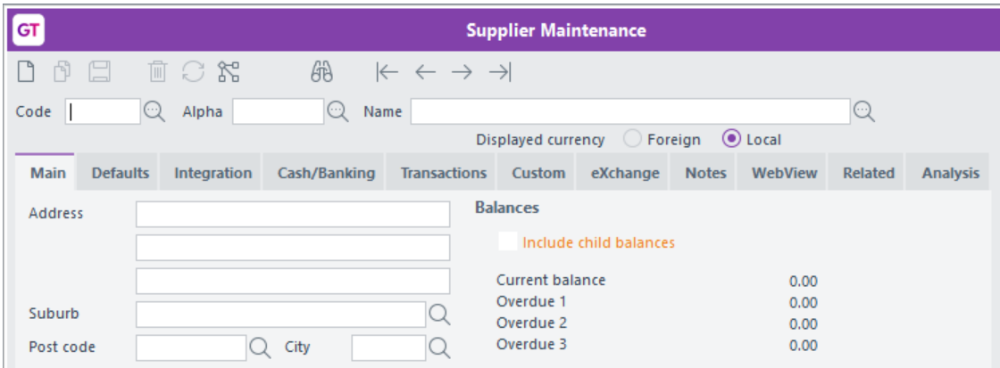 GT Supplier Maintenance
Code Alpha Name
Displayed currency Foreign Local
Main Defaults Integration Cash/Banking Transactions Custom eXchange Notes WebView Related Analysis
Address Balances
Include child balances
Current balance 0.00
Overdue 1 0.00
Suburb Overdue 2 0.00
Post code City Overdue 3 0.00